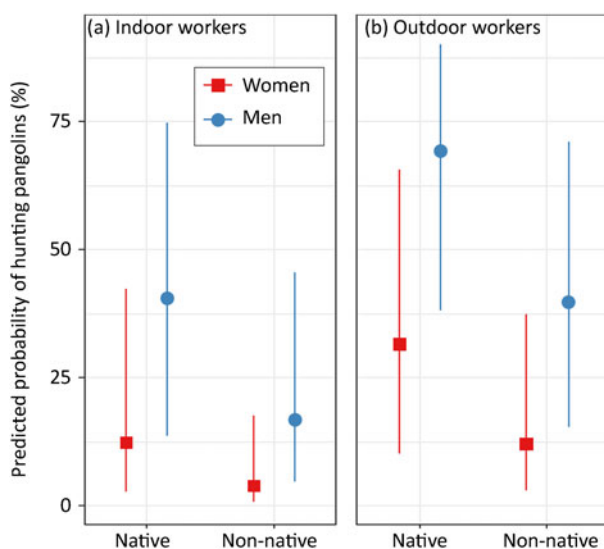 (a) Indoor workers
(b) Outdoor workers
Women
Men
Predicted probability of hunting pangolins (%)
75
50
25
0
Native
Non-native
Native
Non-native